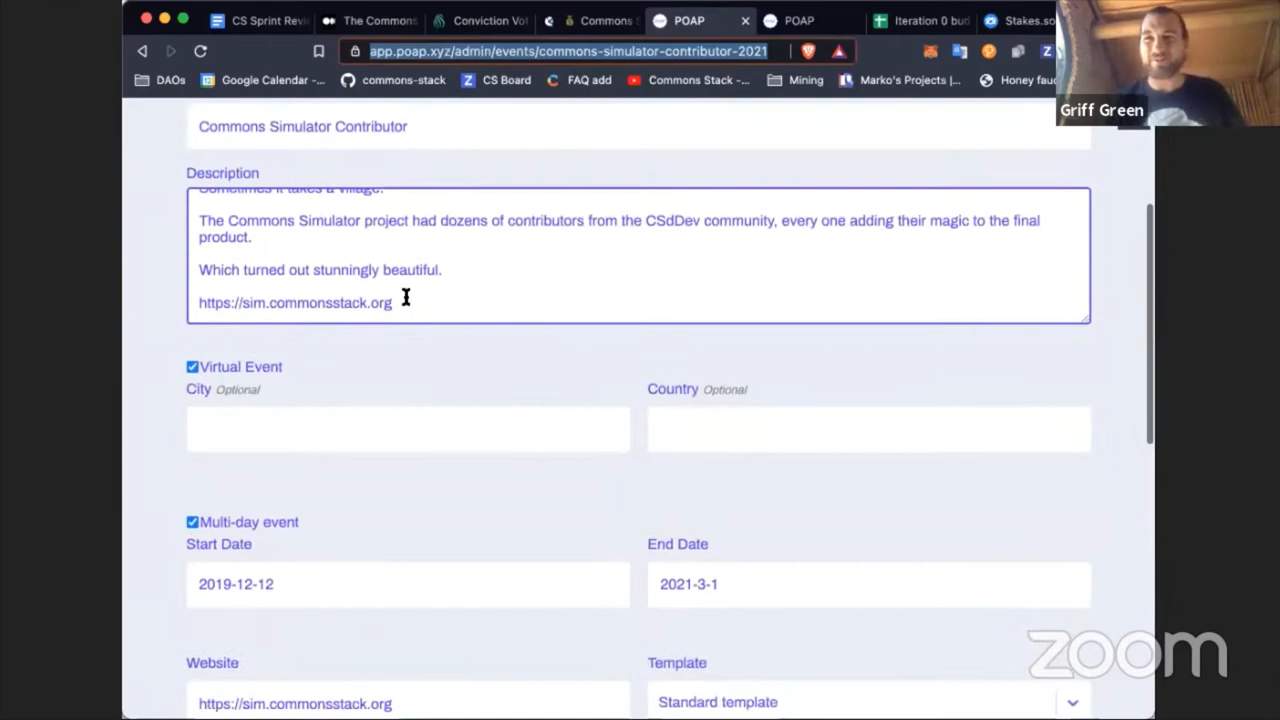 CS Sprint Revi
The Commons
Conviction Vot
Commons S
POAP
POAP
Iteration 0 bud
Stakes.so
app.poap.xyz/admin/events/commons-simulator-contributor-2021
DAOs
Google Calendar -...
commons-stack
CS Board
FAQ add
Commons Stack -...
Mining
Marko's Projects |...
Honey fauc
Griff Green
Commons Simulator Contributor
Description
Sometimes it takes a village.
The Commons Simulator project had dozens of contributors from the CSdDev community, every one adding their magic to the final
product.
Which turned out stunningly beautiful.
https://sim.commonsstack.org
Virtual Event
City Optional
Country Optional
Multi-day event
Start Date
End Date
2019-12-12
2021-3-1
Website
Template
https://sim.commonsstack.org
Standard template
zoom